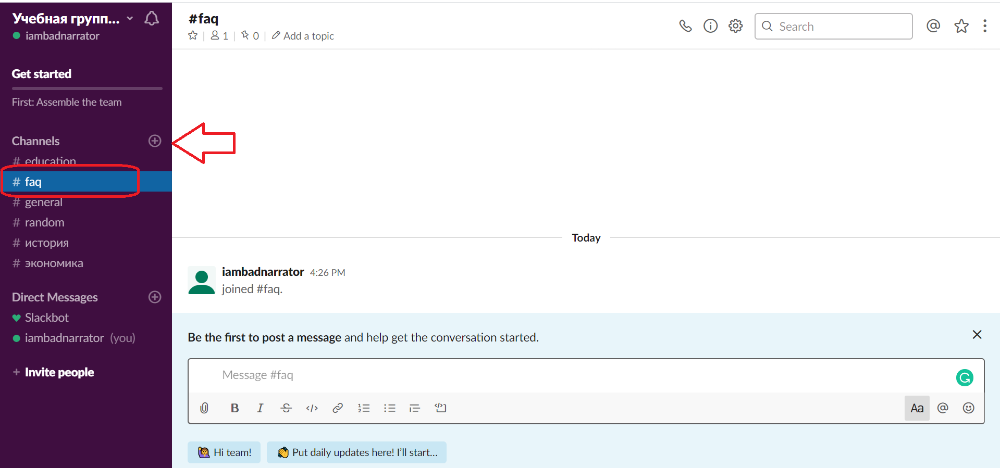 Учебная групп...
iambadnarrator
Get started
First: Assemble the team
Channels
# education
# faq
# general
# random
# история
# экономика
Direct Messages
Slackbot
iambadnarrator (you)
+ Invite people
#faq
1 | 0 | Add a topic
Search
Today
iambadnarrator 4:26 PM
joined #faq.
Be the first to post a message and help get the conversation started.
Message #faq
B I S </> Aa @
Hi team!
Put daily updates here! I'll start...